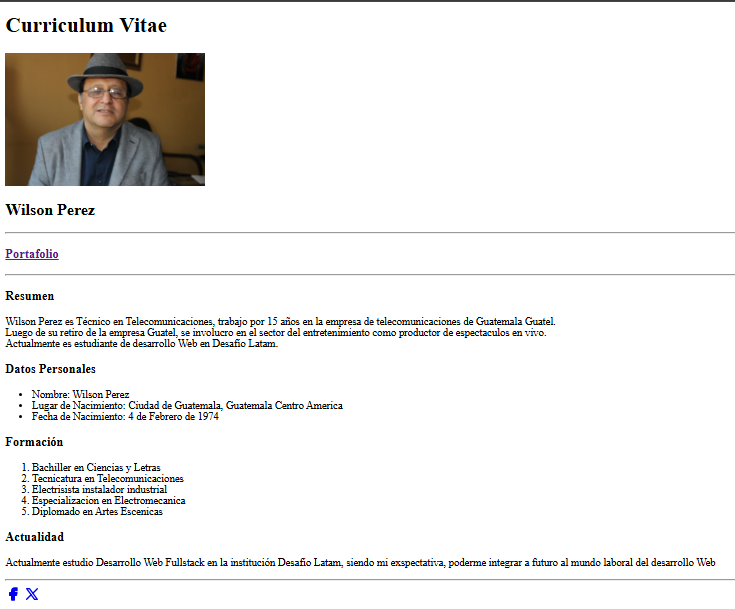 Curriculum Vitae
Wilson Perez
Portafolio
Resumen
Wilson Perez es Técnico en Telecomunicaciones, trabajo por 15 años en la empresa de telecomunicaciones de Guatemala Guatel.
Luego de su retiro de la empresa Guatel, se involucro en el sector del entretenimiento como productor de espectaculos en vivo.
Actualmente es estudiante de desarrollo Web en Desafío Latam.
Datos Personales
• Nombre: Wilson Perez
• Lugar de Nacimiento: Ciudad de Guatemala, Guatemala Centro America
• Fecha de Nacimiento: 4 de Febrero de 1974
Formación
1. Bachiller en Ciencias y Letras
2. Tecnicatura en Telecomunicaciones
3. Electrisista instalador industrial
4. Especializacion en Electromecanica
5. Diplomado en Artes Escenicas
Actualidad
Actualmente estudio Desarrollo Web Fullstack en la institución Desafío Latam, siendo mi exspectativa, poderme integrar a futuro al mundo laboral del desarrollo Web